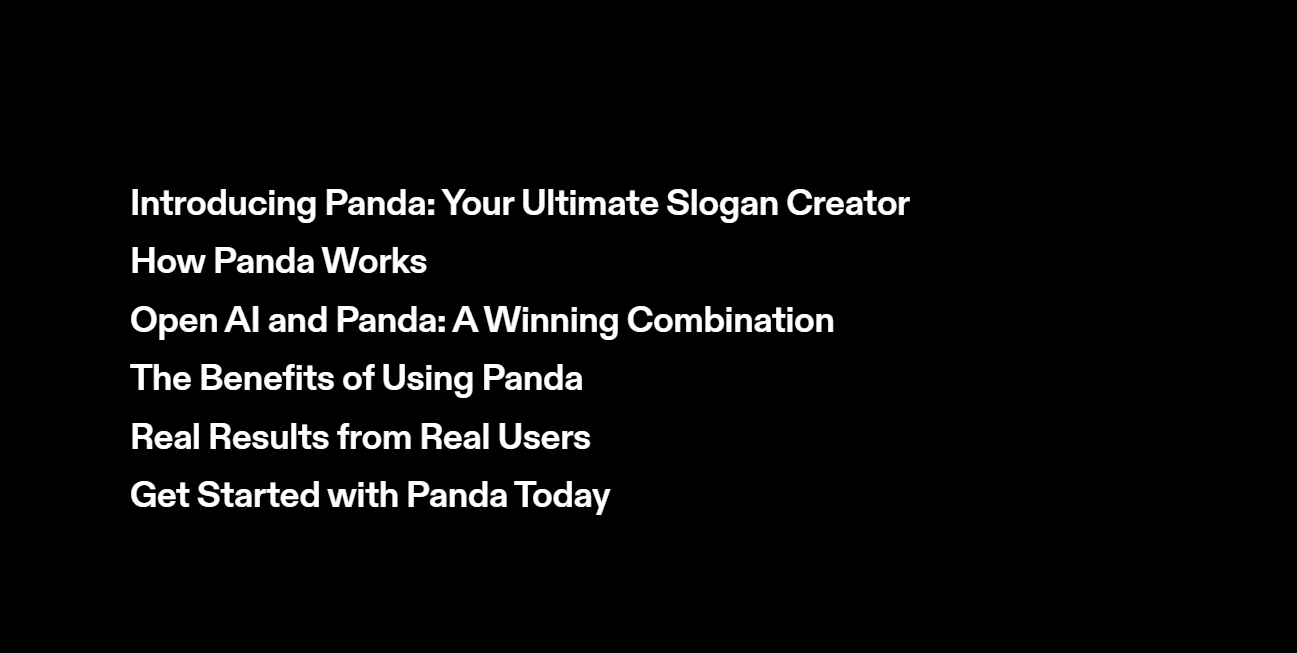 Introducing Panda: Your Ultimate Slogan Creator
How Panda Works
Open AI and Panda: A Winning Combination
The Benefits of Using Panda
Real Results from Real Users
Get Started with Panda Today